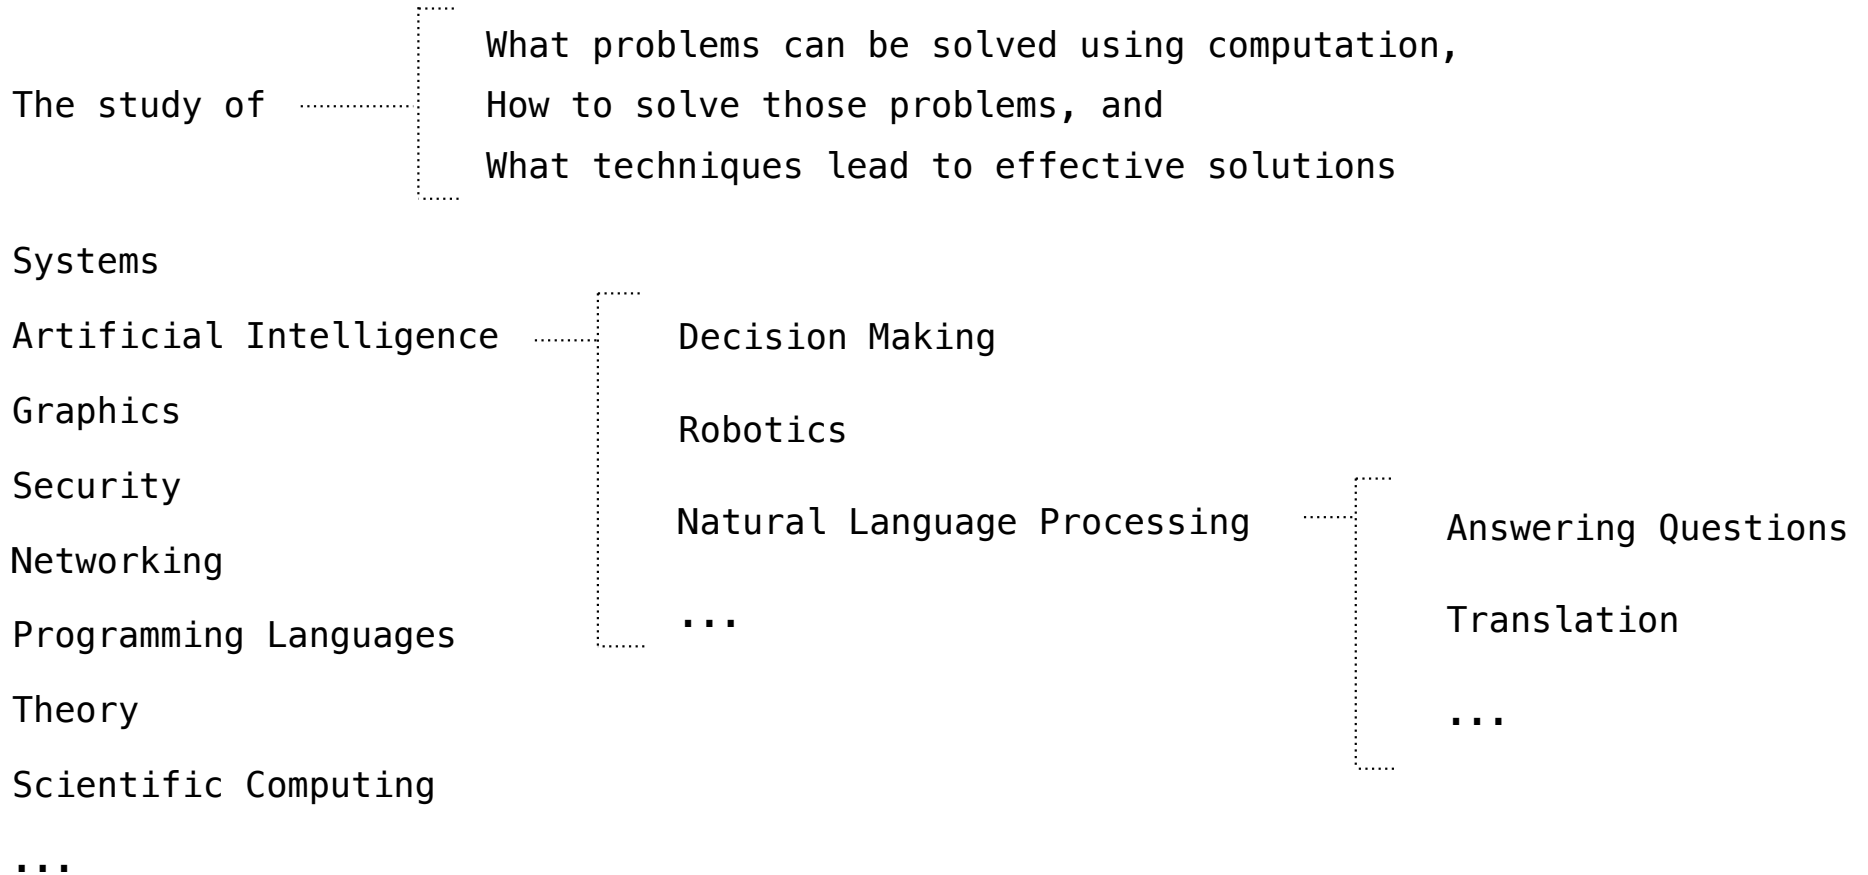 The study of
What problems can be solved using computation,
How to solve those problems, and
What techniques lead to effective solutions
Systems
Artificial Intelligence
Graphics
Security
Networking
Programming Languages
Theory
Scientific Computing
...
Decision Making
Robotics
Natural Language Processing
...
Answering Questions
Translation
...